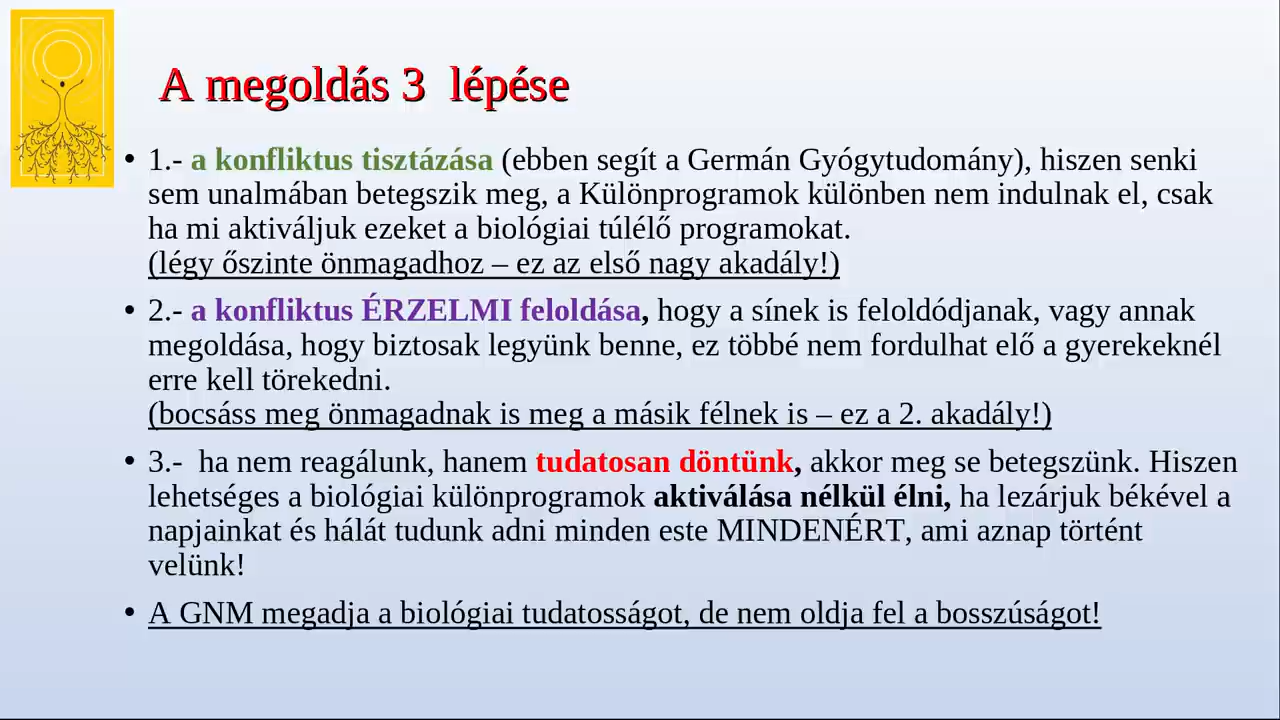 A megoldás 3  lépése
• 1.- a konfliktus tisztázása (ebben segít a Germán Gyógytudomány), hiszen senki
sem unalmában betegszik meg, a Különprogramok különben nem indulnak el, csak
ha mi aktiváljuk ezeket a biológiai túlélő programokat.
(légy őszinte önmagadhoz – ez az első nagy akadály!)
• 2.- a konfliktus ÉRZELMI feloldása, hogy a sínek is feloldódjanak, vagy annak
megoldása, hogy biztosak legyünk benne, ez többé nem fordulhat elő a gyerekeknél
erre kell törekedni.
(bocsáss meg önmagadnak is meg a másik félnek is – ez a 2. akadály!)
• 3.-  ha nem reagálunk, hanem tudatosan döntünk, akkor meg se betegszünk. Hiszen
lehetséges a biológiai különprogramok aktiválása nélkül élni, ha lezárjuk békével a
napjainkat és hálát tudunk adni minden este MINDENÉRT, ami aznap történt
velünk!
• A GNM megadja a biológiai tudatosságot, de nem oldja fel a bosszúságot!